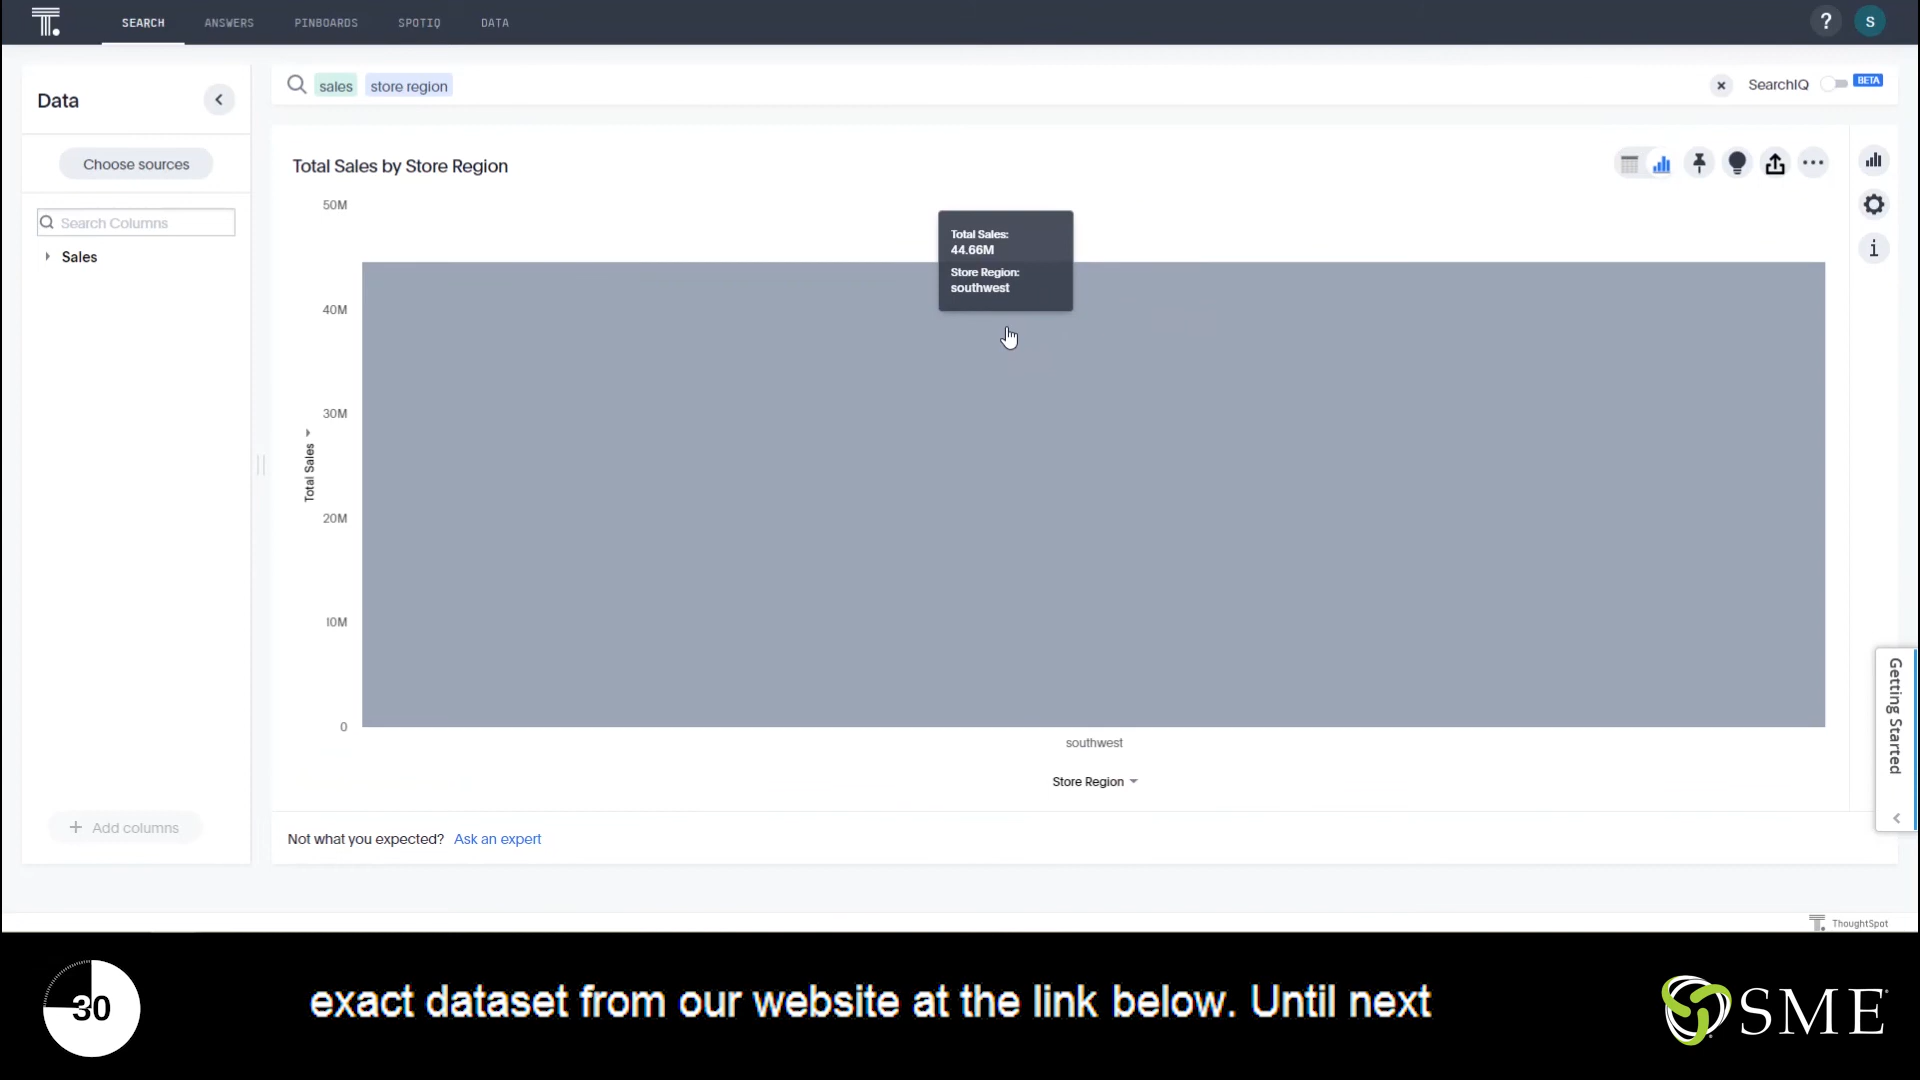 SEARCH ANSWERS PINBOARDS SPOTIQ DATA ? S
Data
sales store region
SearchIQ BETA
Choose sources
Search Columns
Sales
Add columns
Total Sales by Store Region
50M
40M
30M
20M
10M
0
Total Sales
Total Sales:
44.66M
Store Region:
southwest
southwest
Store Region
Not what you expected? Ask an expert
Getting Started
ThoughtSpot
30
exact dataset from our website at the link below. Until next
SME